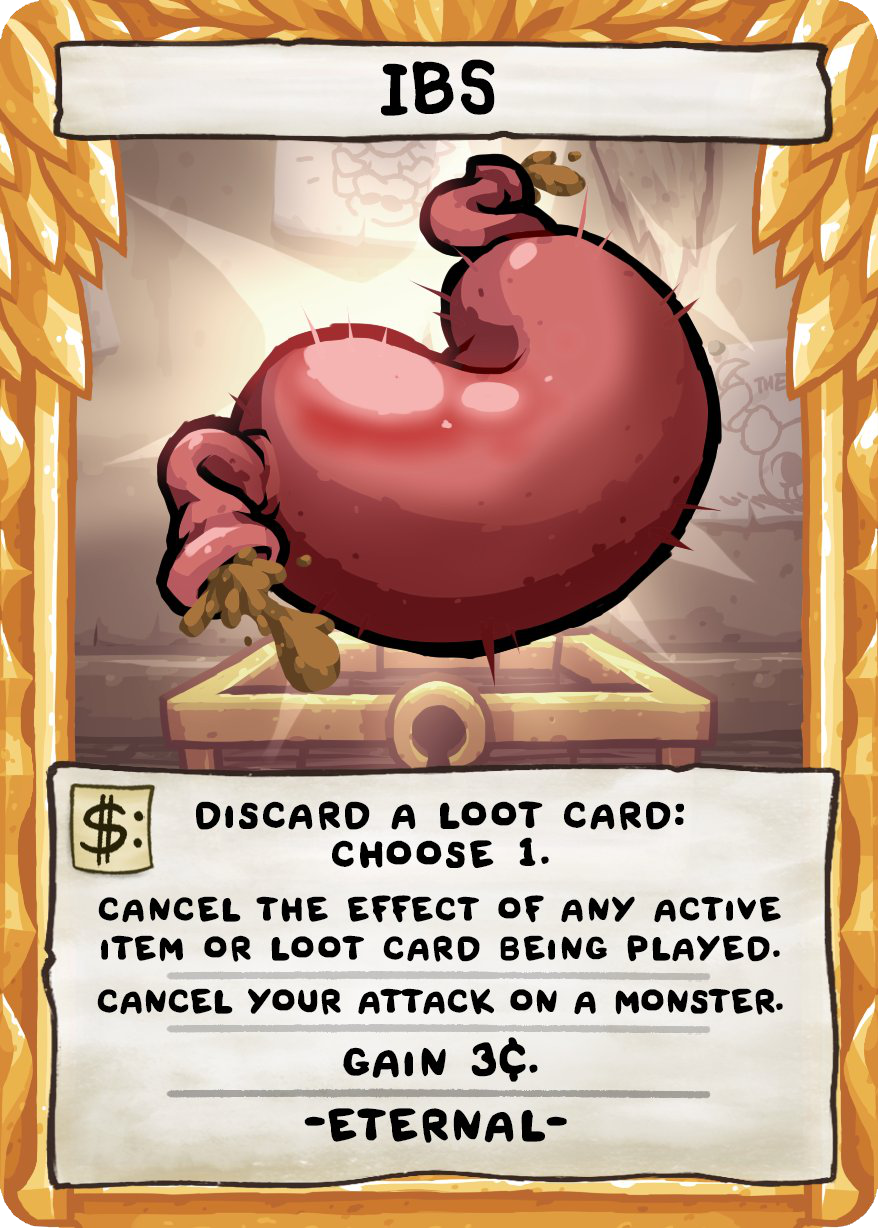 IBS
THE
$:
DISCARD A LOOT CARD:
CHOOSE 1.
CANCEL THE EFFECT OF ANY ACTIVE
ITEM OR LOOT CARD BEING PLAYED.
CANCEL YOUR ATTACK ON A MONSTER.
GAIN 3¢.
-ETERNAL-